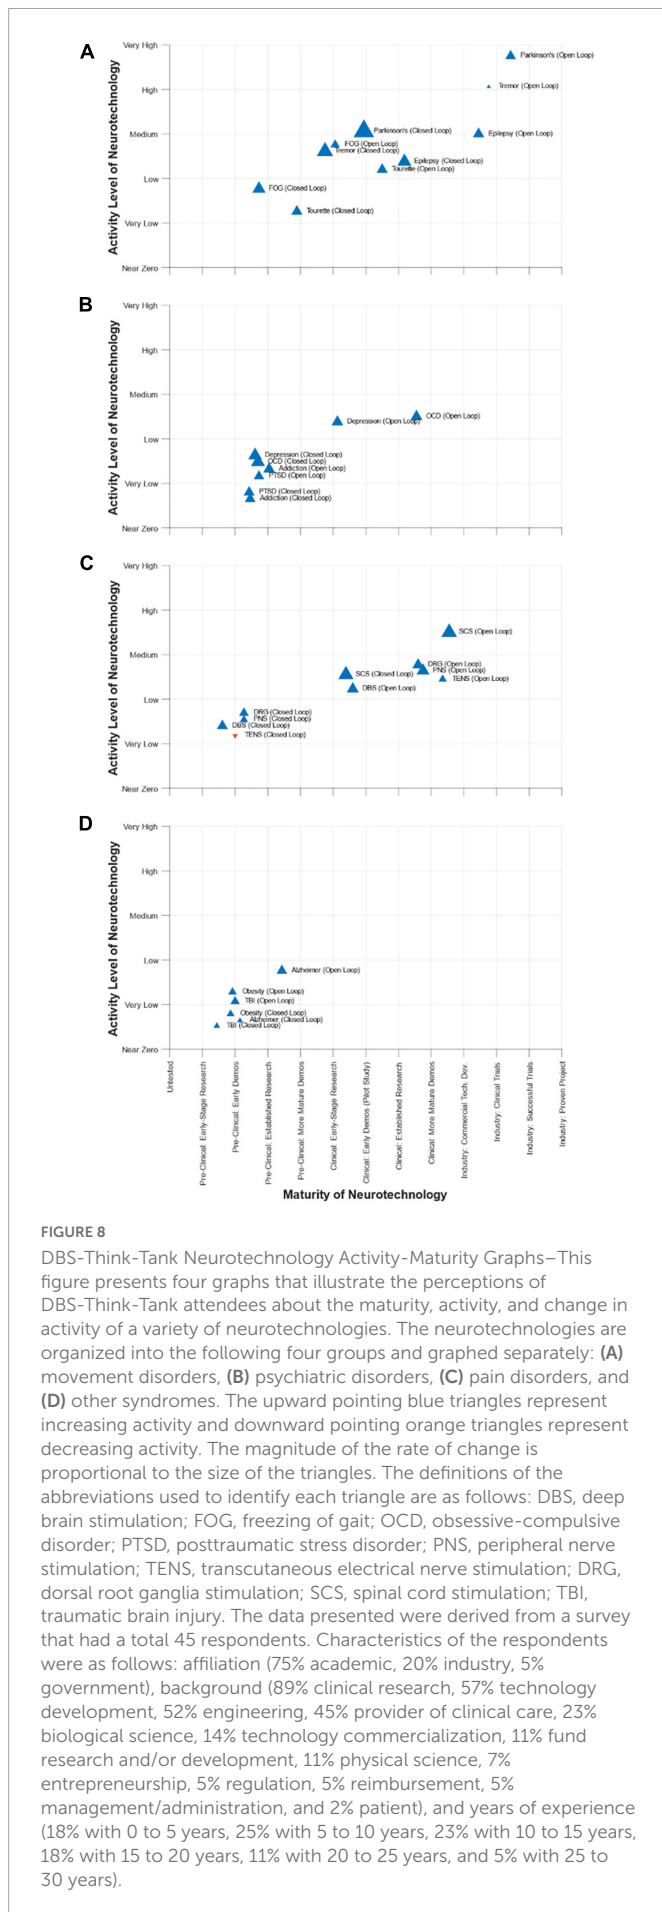 A
Activity Level of Neurotechnology
Very High
High
Medium
Low
Very Low
Near Zero
Parkinson's (Open Loop)
Tremor (Open Loop)
Parkinson's (Closed Loop)
Epilepsy (Open Loop)
FOG (Open Loop)
Tremor (Closed Loop)
Epilepsy (Closed Loop)
Tourette (Open Loop)
FOG (Closed Loop)
Tourette (Closed Loop)
B
Activity Level of Neurotechnology
Very High
High
Medium
Low
Very Low
Near Zero
OCD (Open Loop)
Depression (Open Loop)
Depression (Closed Loop)
OCD (Closed Loop)
Addiction (Open Loop)
PTSD (Open Loop)
PTSD (Closed Loop)
Addiction (Closed Loop)
C
Activity Level of Neurotechnology
Very High
High
Medium
Low
Very Low
Near Zero
SCS (Open Loop)
DRG (Open Loop)
PNS (Open Loop)
SCS (Closed Loop)
TENS (Open Loop)
DBS (Open Loop)
DRG (Closed Loop)
PNS (Closed Loop)
DBS (Closed Loop)
TENS (Closed Loop)
D
Activity Level of Neurotechnology
Very High
High
Medium
Low
Very Low
Near Zero
Alzheimer (Open Loop)
Obesity (Open Loop)
TBI (Open Loop)
Obesity (Closed Loop)
Alzheimer (Closed Loop)
TBI (Closed Loop)
Untested
Pre-Clinical: Early-Stage Research
Pre-Clinical: Early Demos
Pre-Clinical: Established Research
Pre-Clinical: More Mature Demos
Clinical: Early-Stage Research
Clinical: Early Demos (Pilot Study)
Clinical: Established Research
Clinical: More Mature Demos
Industry: Commercial Tech. Dev.
Industry: Clinical Trials
Industry: Successful Trials
Industry: Proven Project
Maturity of Neurotechnology
FIGURE 8
DBS-Think-Tank Neurotechnology Activity-Maturity Graphs–This
figure presents four graphs that illustrate the perceptions of
DBS-Think-Tank attendees about the maturity, activity, and change in
activity of a variety of neurotechnologies. The neurotechnologies are
organized into the following four groups and graphed separately: (A)
movement disorders, (B) psychiatric disorders, (C) pain disorders, and
(D) other syndromes. The upward pointing blue triangles represent
increasing activity and downward pointing orange triangles represent
decreasing activity. The magnitude of the rate of change is
proportional to the size of the triangles. The definitions of the
abbreviations used to identify each triangle are as follows: DBS, deep
brain stimulation; FOG, freezing of gait; OCD, obsessive-compulsive
disorder; PTSD, posttraumatic stress disorder; PNS, peripheral nerve
stimulation; TENS, transcutaneous electrical nerve stimulation; DRG,
dorsal root ganglia stimulation; SCS, spinal cord stimulation; TBI,
traumatic brain injury. The data presented were derived from a survey
that had a total 45 respondents. Characteristics of the respondents
were as follows: affiliation (75% academic, 20% industry, 5%
government), background (89% clinical research, 57% technology
development, 52% engineering, 45% provider of clinical care, 23%
biological science, 14% technology commercialization, 11% fund
research and/or development, 11% physical science, 7%
entrepreneurship, 5% regulation, 5% reimbursement, 5%
management/administration, and 2% patient), and years of experience
(18% with 0 to 5 years, 25% with 5 to 10 years, 23% with 10 to 15 years,
18% with 15 to 20 years, 11% with 20 to 25 years, and 5% with 25 to
30 years).